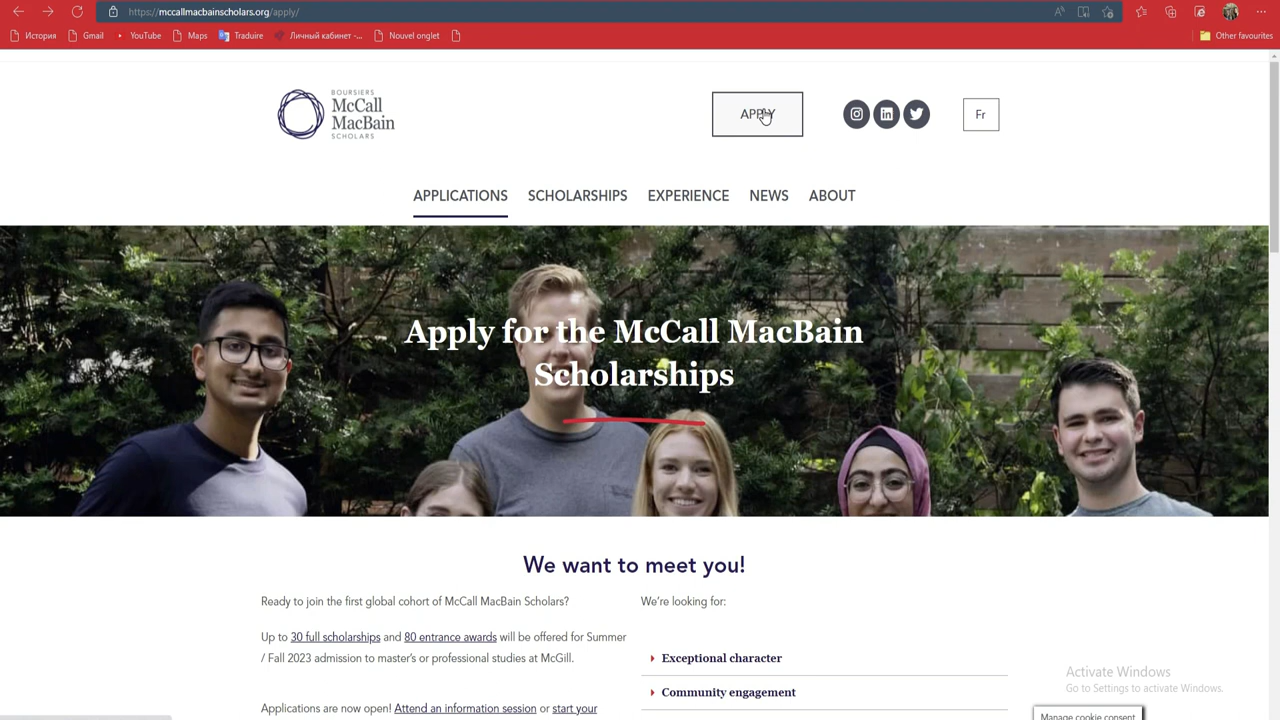 https://mccallmacbainscholars.org/apply/
История Gmail YouTube Maps Traduire Личный кабинет -... Nouvel onglet Other favourites
BOURSIERS
McCall
MacBain
SCHOLARS
APPLY
Fr
APPLICATIONS SCHOLARSHIPS EXPERIENCE NEWS ABOUT
Apply for the McCall MacBain
Scholarships
We want to meet you!
Ready to join the first global cohort of McCall MacBain Scholars?
Up to 30 full scholarships and 80 entrance awards will be offered for Summer
/ Fall 2023 admission to master's or professional studies at McGill.
Applications are now open! Attend an information session or start your
We're looking for:
Exceptional character
Community engagement
Activate Windows
Go to Settings to activate Windows.
Manage cookie consent